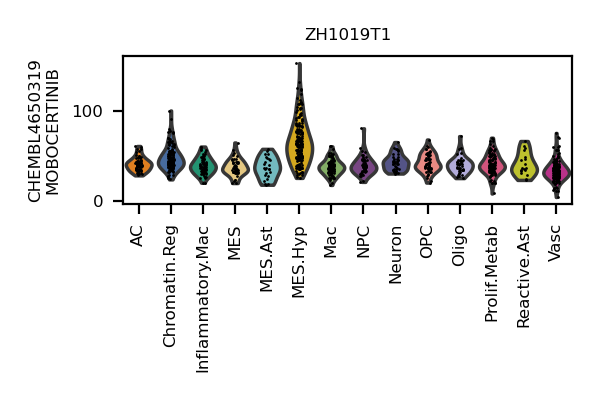 ZH1019T1
CHEMBL4650319
MOBOCERTINIB
100
0
AC
Chromatin.Reg
Inflammatory.Mac
MES
MES.Ast
MES.Hyp
Mac
NPC
Neuron
OPC
Oligo
Prolif.Metab
Reactive.Ast
Vasc